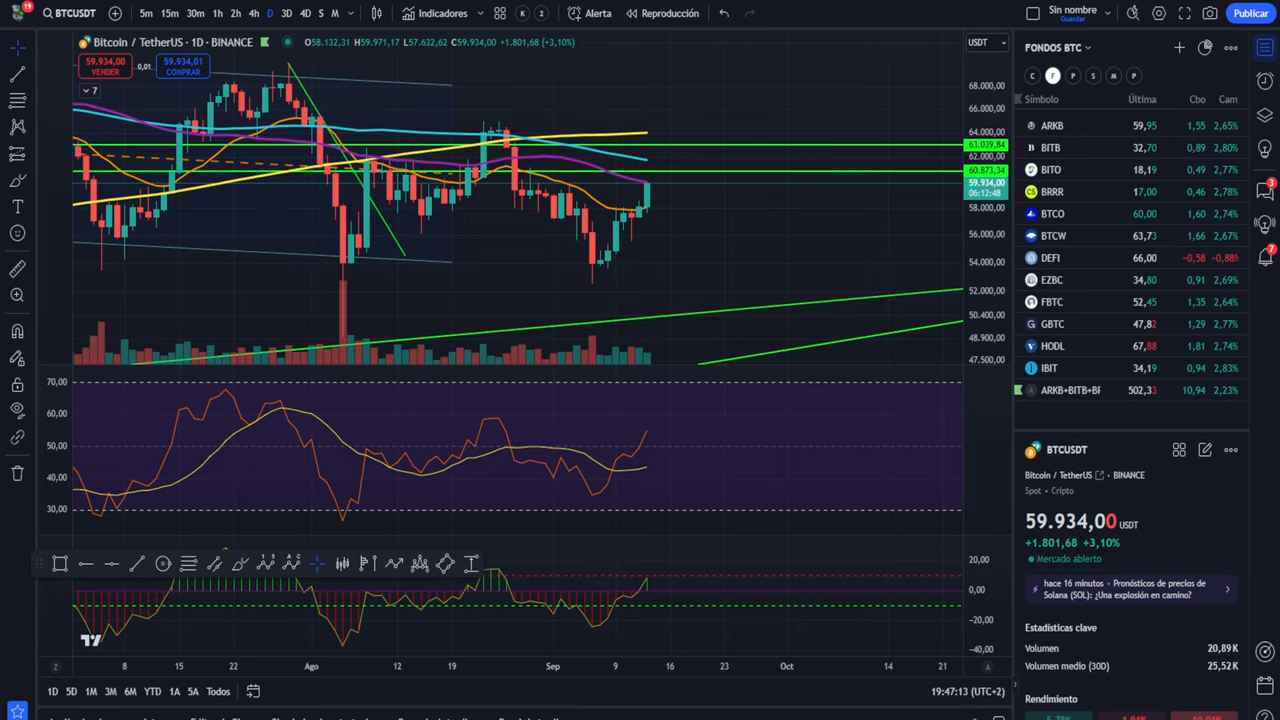 19 BTCUSDT 5m 15m 30m 1h 2h 4h D 3D 4D S M Indicadores K 2 Alerta Reproducción Sin nombre Guardar Publicar
Bitcoin / TetherUS · 1D · BINANCE O58.132,31 H59.971,17 L57.632,62 C59.934,00 +1.801,68 (+3,10%) USDT
59.934,00 VENDER 0,01 59.934,01 COMPRAR
7
68.000,00
66.000,00
64.000,00
63.039,84
62.000,00
60.873,34
59.934,00
06:12:48
58.000,00
56.000,00
54.000,00
52.000,00
50.400,00
48.900,00
47.500,00
70,00
60,00
50,00
40,00
30,00
20,00
0,00
−20,00
−40,00
Z 8 15 22 Ago 12 19 Sep 9 16 23 Oct 14 21 A
1D 5D 1M 3M 6M YTD 1A 5A Todos 19:47:13 (UTC+2)
FONDOS BTC
C F P S M P
Símbolo Última Cbo Cam
ARKB 59,95 1,55 2,65%
BITB 32,70 0,89 2,80%
BITO 18,19 0,49 2,77%
BRRR 17,00 0,46 2,78%
BTCO 60,00 1,60 2,74%
BTCW 63,73 1,66 2,67%
DEFI 66,00 −0,58 −0,88%
EZBC 34,80 0,91 2,69%
FBTC 52,45 1,35 2,64%
GBTC 47,82 1,29 2,77%
HODL 67,88 1,81 2,74%
IBIT 34,19 0,94 2,83%
ARKB+BITB+BF 502,33 10,94 2,23%
BTCUSDT
Bitcoin / TetherUS · BINANCE
Spot · Cripto
59.934,00 USDT
+1.801,68 +3,10%
Mercado abierto
hace 16 minutos · Pronósticos de precios de
Solana (SOL): ¿Una explosión en camino?
Estadísticas clave
Volumen 20,89K
Volumen medio (30D) 25,52K
Rendimiento
3
7